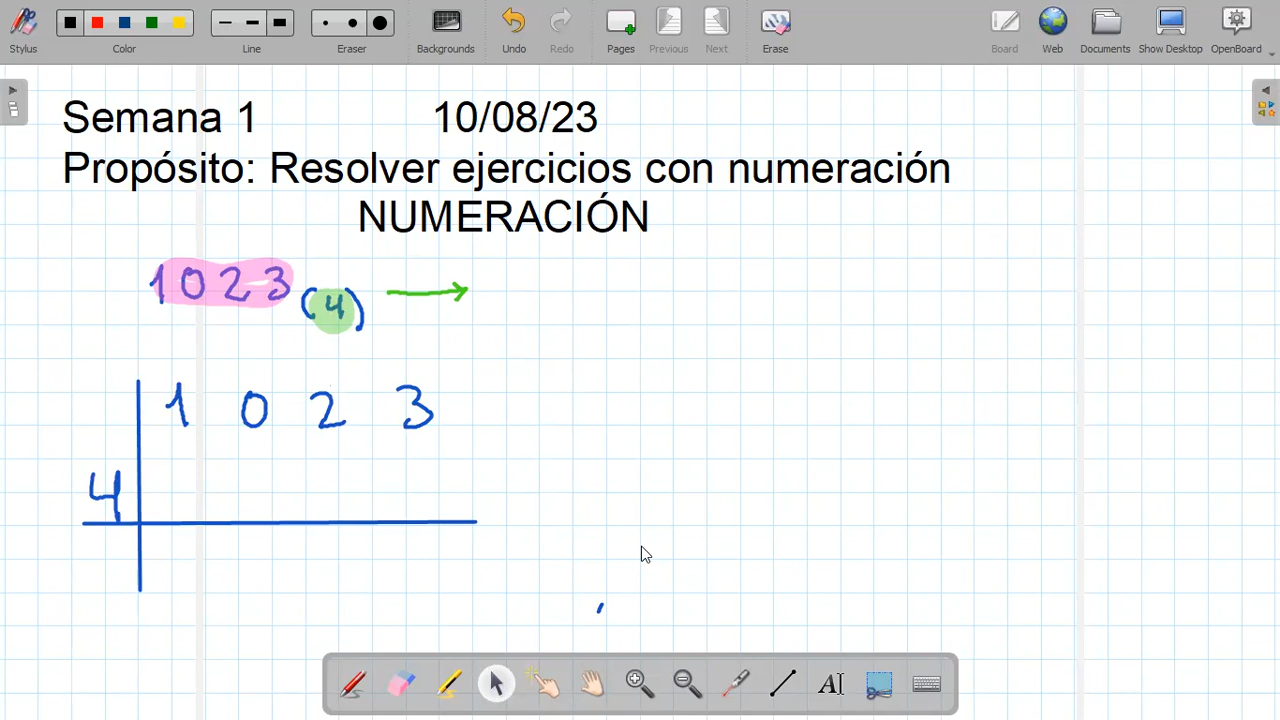 Stylus Color Line Eraser Backgrounds Undo Redo Pages Previous Next Erase Board Web Documents Show Desktop OpenBoard
Semana 1 10/08/23
Propósito: Resolver ejercicios con numeración
NUMERACIÓN
1023 (4)
1 0 2 3
4
AI